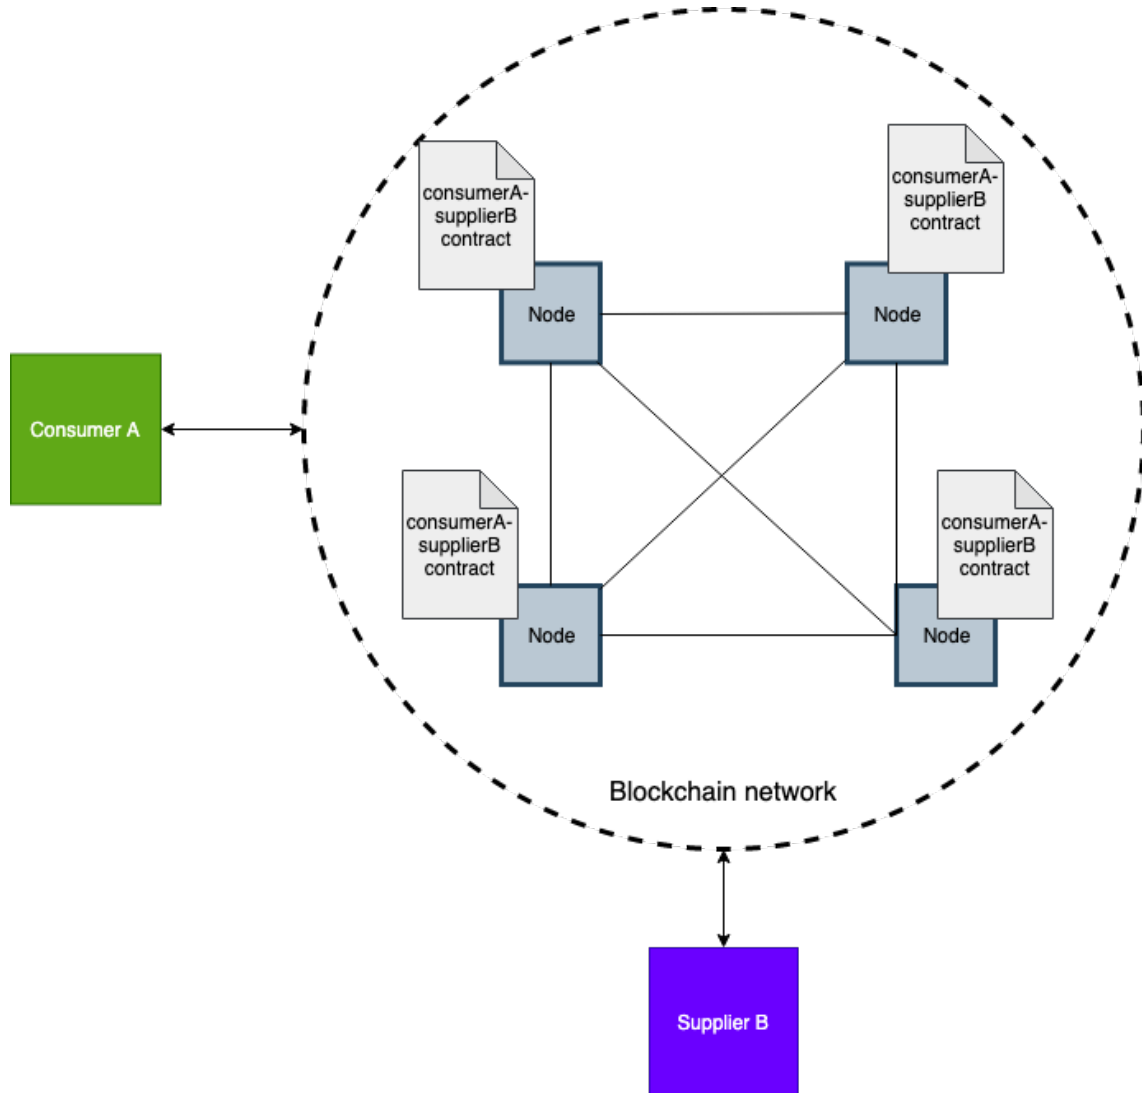 consumerA-
supplierB
contract
consumerA-
supplierB
contract
Node
Node
Consumer A
consumerA-
supplierB
contract
consumerA-
supplierB
contract
Node
Node
Blockchain network
Supplier B